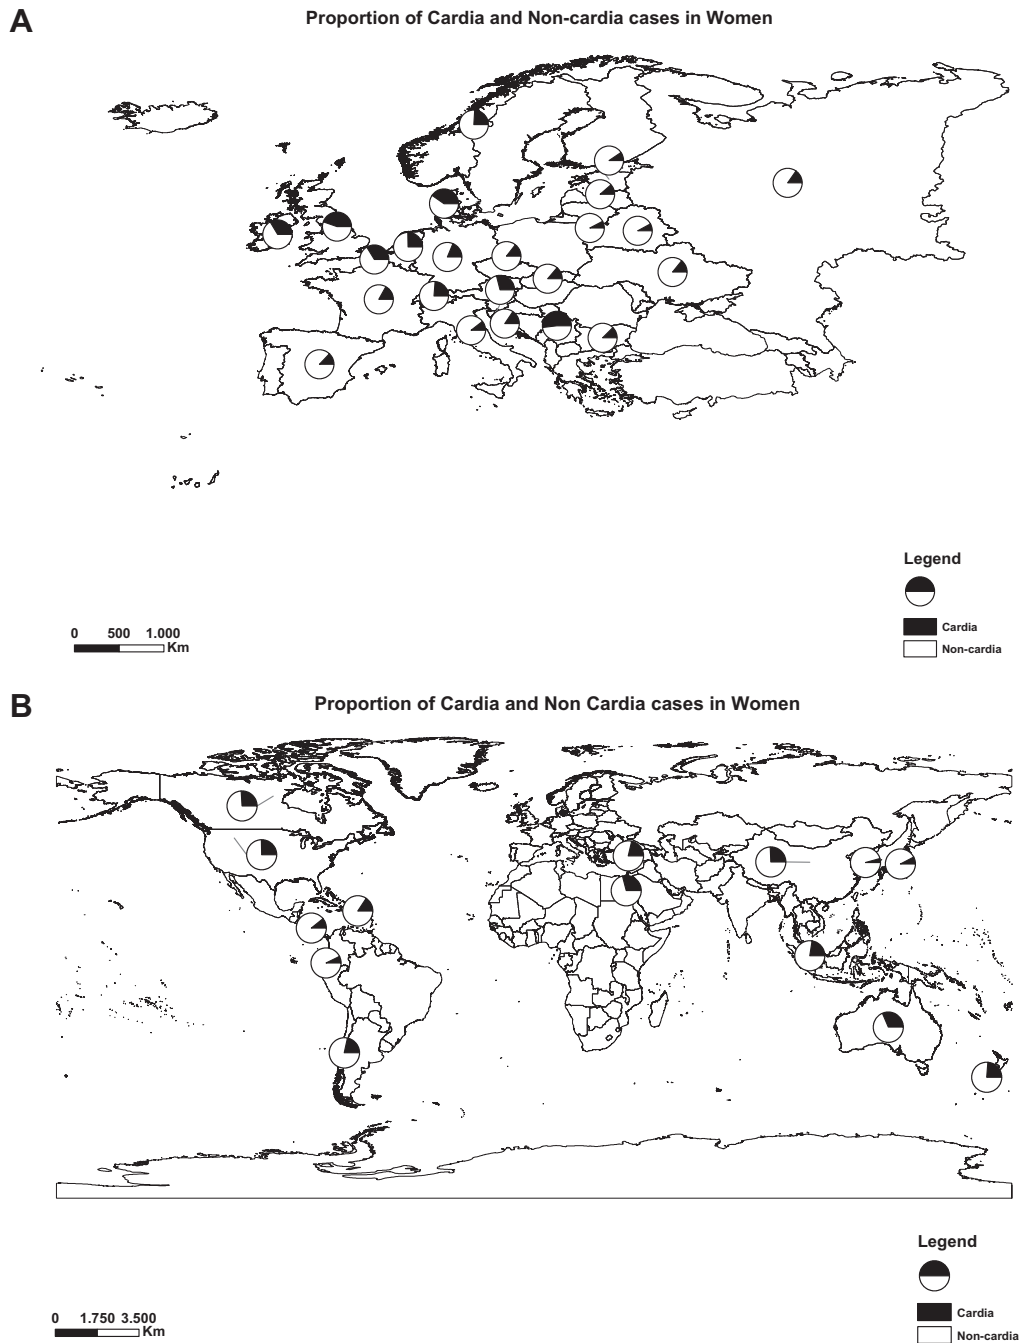 A
Proportion of Cardia and Non-cardia cases in Women
Legend
Cardia
Non-cardia
0 500 1.000
Km
B
Proportion of Cardia and Non Cardia cases in Women
Legend
Cardia
Non-cardia
0 1.750 3.500
Km